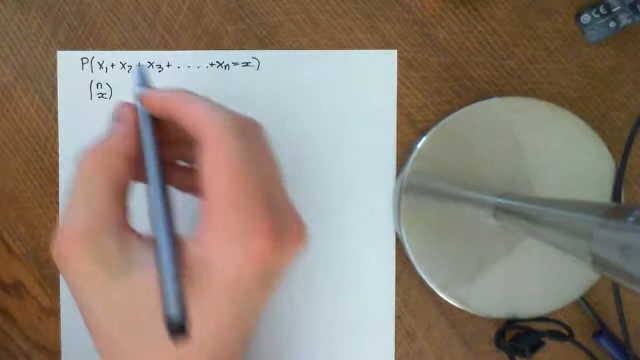 P(x₁ + x₂ + x₃ + . . . . + xₙ = x)
(n x)